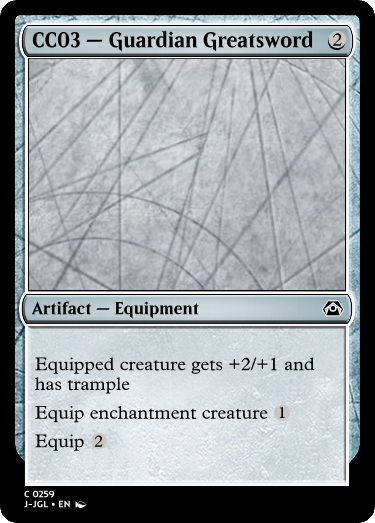 CC03 — Guardian Greatsword 2
Artifact — Equipment
Equipped creature gets +2/+1 and
has trample
Equip enchantment creature 1
Equip 2
C 0259
J-JGL • EN